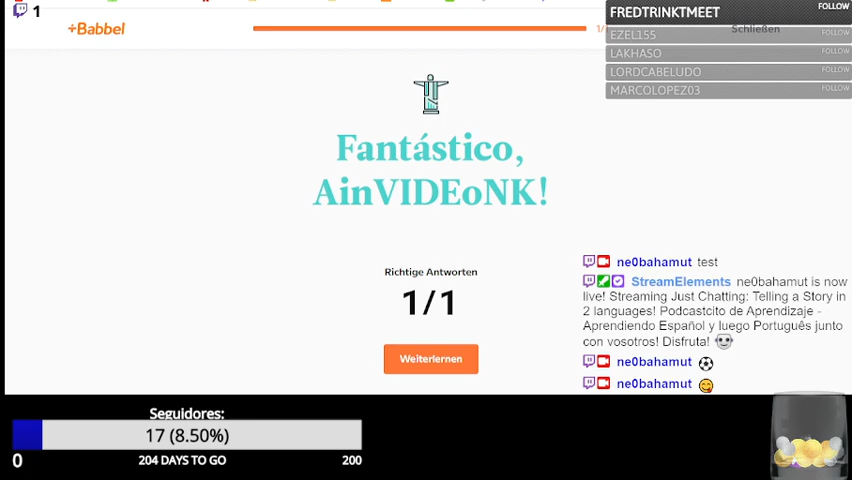 1
+Babbel
1/1
Schließen
FREDTRINKTMEET FOLLOW
EZEL155 FOLLOW
LAKHASO FOLLOW
LORDCABELUDO FOLLOW
MARCOLOPEZ03 FOLLOW
Fantástico,
AinVIDEoNK!
Richtige Antworten
1/1
Weiterlernen
ne0bahamut test
StreamElements ne0bahamut is now
live! Streaming Just Chatting: Telling a Story in
2 languages! Podcastcito de Aprendizaje -
Aprendiendo Español y luego Português junto
con vosotros! Disfruta!
ne0bahamut
ne0bahamut
Seguidores:
17 (8.50%)
0 204 DAYS TO GO 200